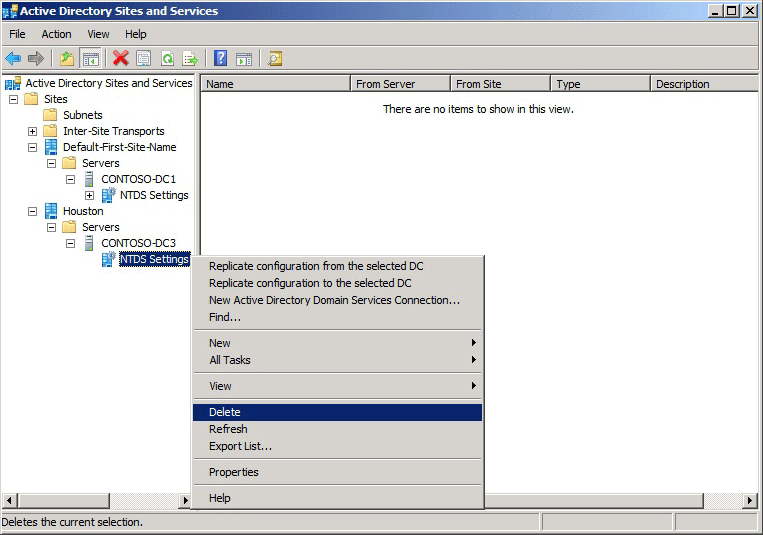 Active Directory Sites and Services
File Action View Help
Active Directory Sites and Services
Sites
Subnets
Inter-Site Transports
Default-First-Site-Name
Servers
CONTOSO-DC1
NTDS Settings
Houston
Servers
CONTOSO-DC3
NTDS Settings
Name From Server From Site Type Description
There are no items to show in this view.
Replicate configuration from the selected DC
Replicate configuration to the selected DC
New Active Directory Domain Services Connection...
Find...
New
All Tasks
View
Delete
Refresh
Export List...
Properties
Help
Deletes the current selection.